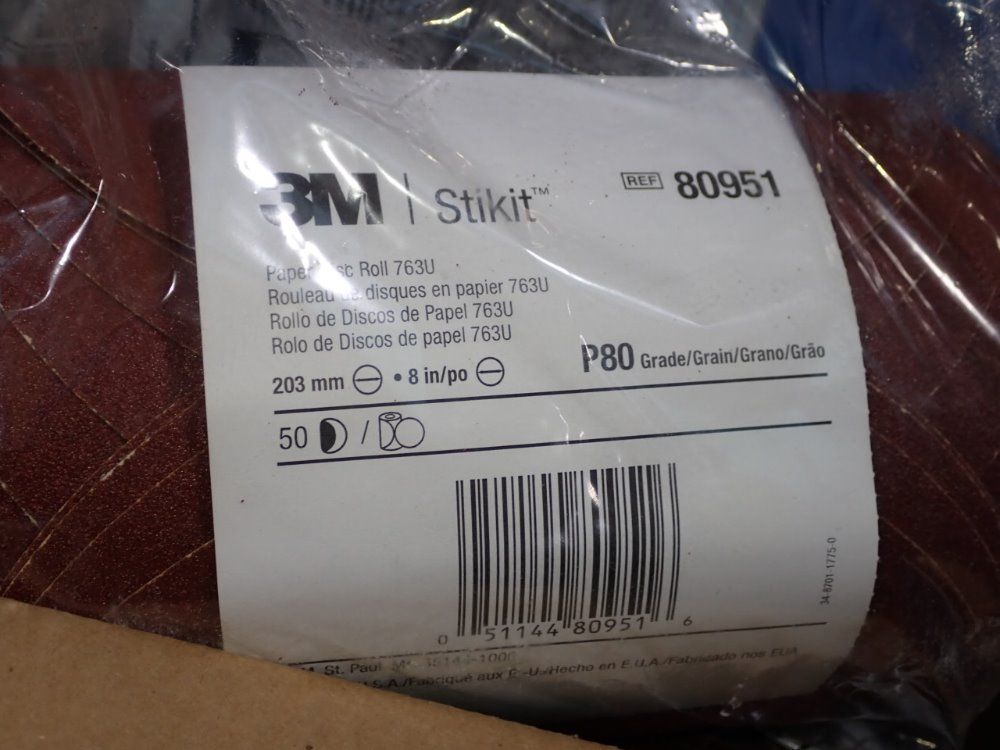 3M | Stikit™
REF 80951
Paper Disc Roll 763U
Rouleau de disques en papier 763U
Rollo de Discos de Papel 763U
Rolo de Discos de papel 763U
203 mm • 8 in/po
P80 Grade/Grain/Grano/Grão
50 /
0 51144 80951 6
34-8701-1775-0
St. Paul
S.A./Fabriqué aux É.-U./Hecho en E.U.A./Fabricado nos EUA